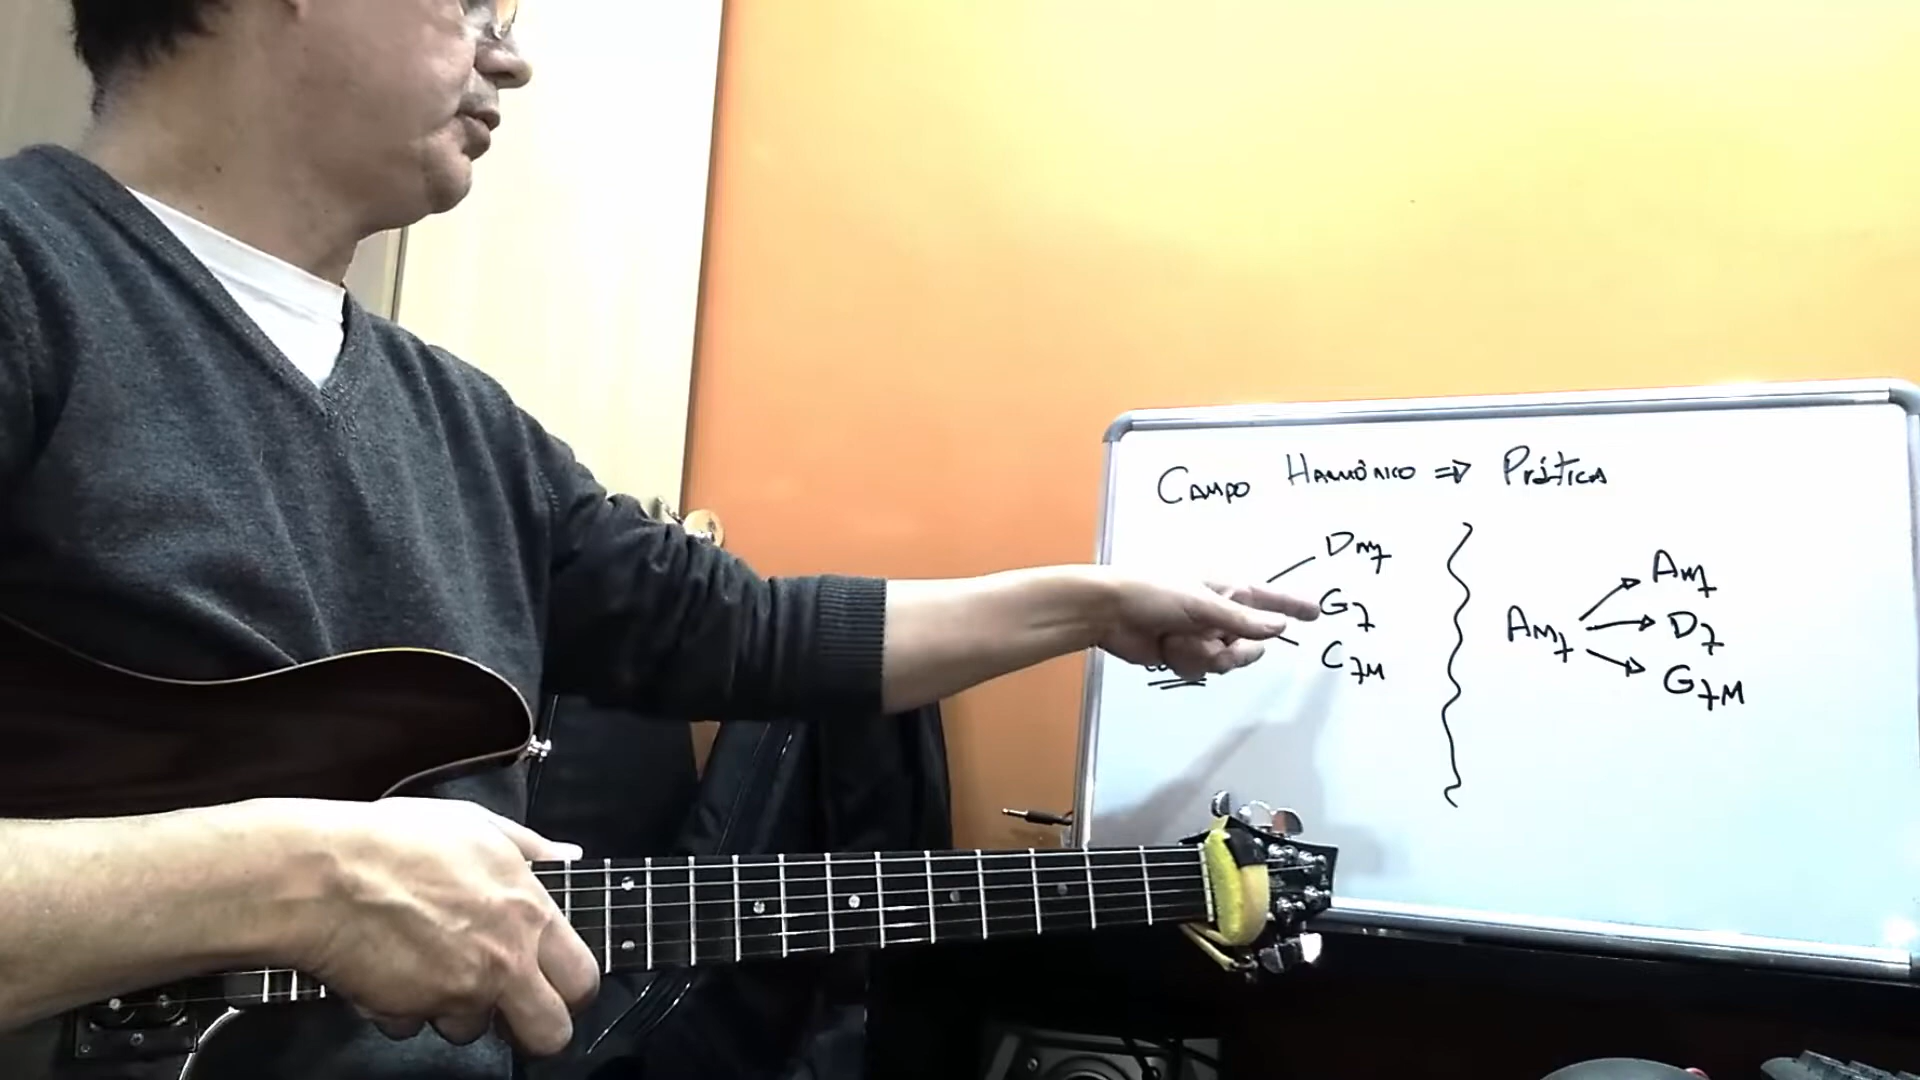 Campo Harmônico ⇒ Prática
Dm7
G7
C7M
Am7
Am7
D7
G7M